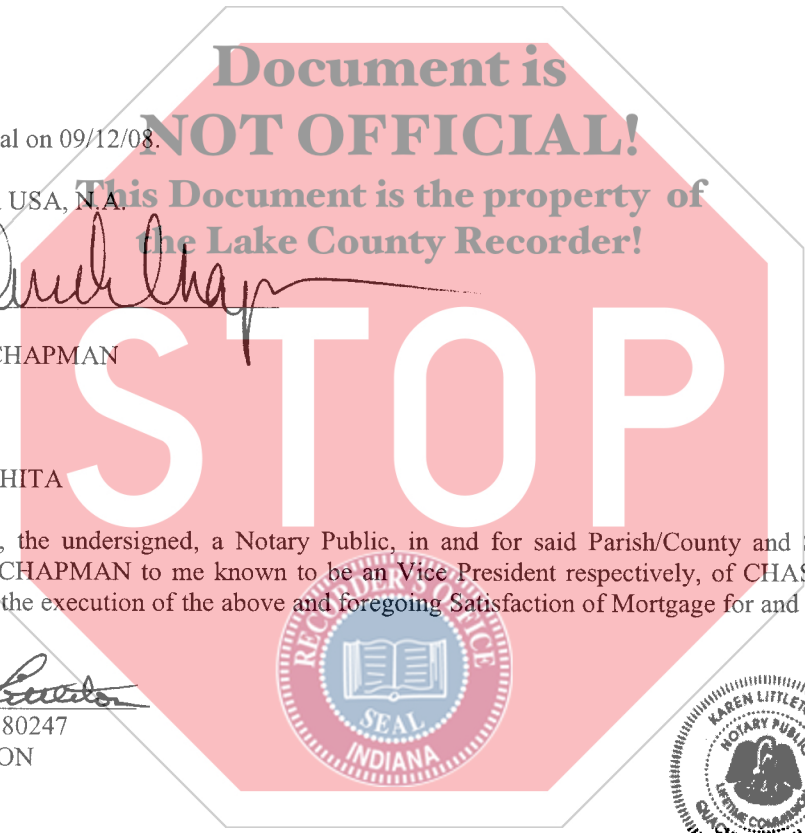 Document is
NOT OFFICIAL!
This Document is the property of
the Lake County Recorder!
al on 09/12/08.
USA, N.A.
Chap
CHAPMAN
STOP
HITA
, the undersigned, a Notary Public, in and for said Parish/County and
CHAPMAN to me known to be an Vice President respectively, of CHAS
the execution of the above and foregoing Satisfaction of Mortgage for and
RECORDER'S OFFICE
SEAL
INDIANA
80247
ON
KAREN LITTLET
NOTARY PUBLIC
LIFETIME COMMISSION